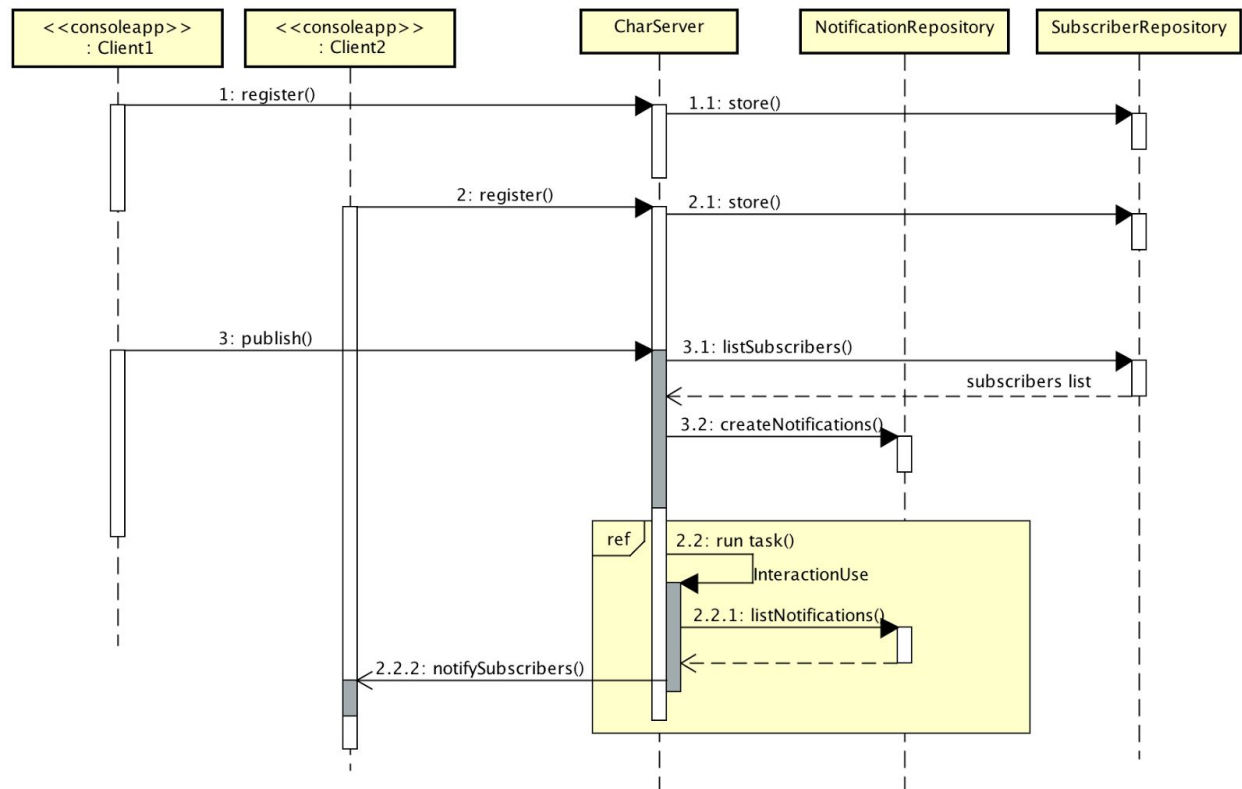 <<consoleapp>>
: Client1
<<consoleapp>>
: Client2
CharServer
NotificationRepository
SubscriberRepository
1: register()
1.1: store()
2: register()
2.1: store()
3: publish()
3.1: listSubscribers()
subscribers list
3.2: createNotifications()
ref
2.2: run task()
InteractionUse
2.2.1: listNotifications()
2.2.2: notifySubscribers()